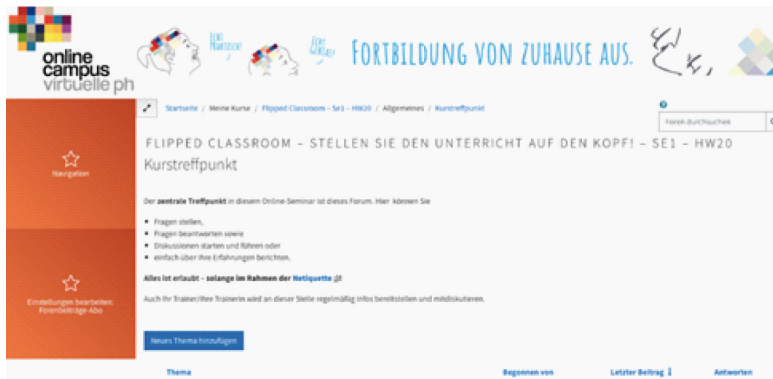 online
campus
virtuelle ph
ECHT
PRAKTISCH!
ECHT
GENIAL!
FORTBILDUNG VON ZUHAUSE AUS.
Startseite / Meine Kurse / Flipped Classroom – SE1 – HW20 / Allgemeines / Kurstreffpunkt
Foren durchsuchen
FLIPPED CLASSROOM – STELLEN SIE DEN UNTERRICHT AUF DEN KOPF! – SE1 – HW20
Kurstreffpunkt
Navigation
Der zentrale Treffpunkt in diesem Online-Seminar ist dieses Forum. Hier können Sie
Fragen stellen,
Fragen beantworten sowie
Diskussionen starten und führen oder
einfach über Ihre Erfahrungen berichten.
Alles ist erlaubt – solange im Rahmen der Netiquette
Auch Ihr Trainer/Ihre Trainerin wird an dieser Stelle regelmäßig Infos bereitstellen und mitdiskutieren.
Einstellungen bearbeiten:
Forenbeiträge-Abo
Neues Thema hinzufügen
Thema Begonnen von Letzter Beitrag Antworten